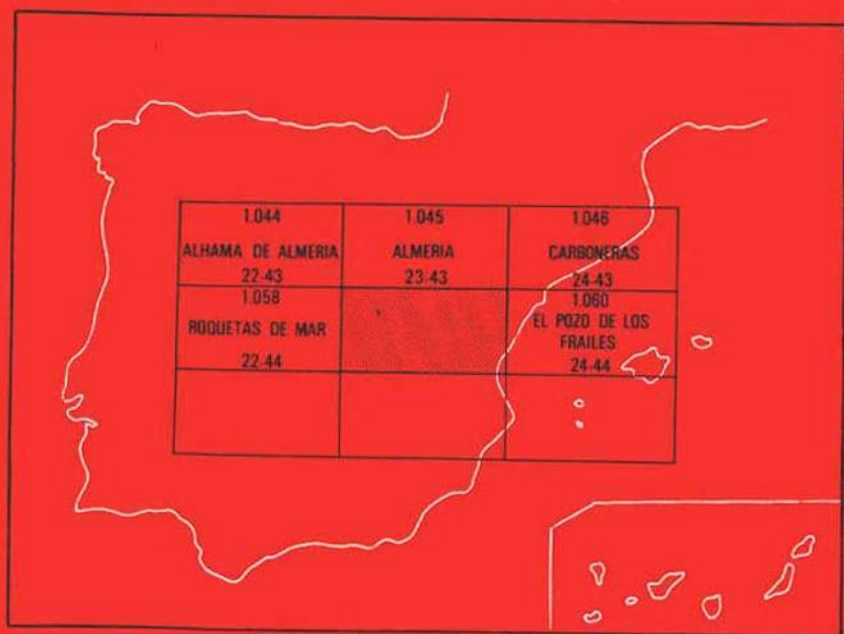 1.044
ALHAMA DE ALMERIA
22-43
1.045
ALMERIA
23-43
1.046
CARBONERAS
24-43
1.058
ROQUETAS DE MAR
22-44
1.060
EL POZO DE LOS
FRAILES
24-44